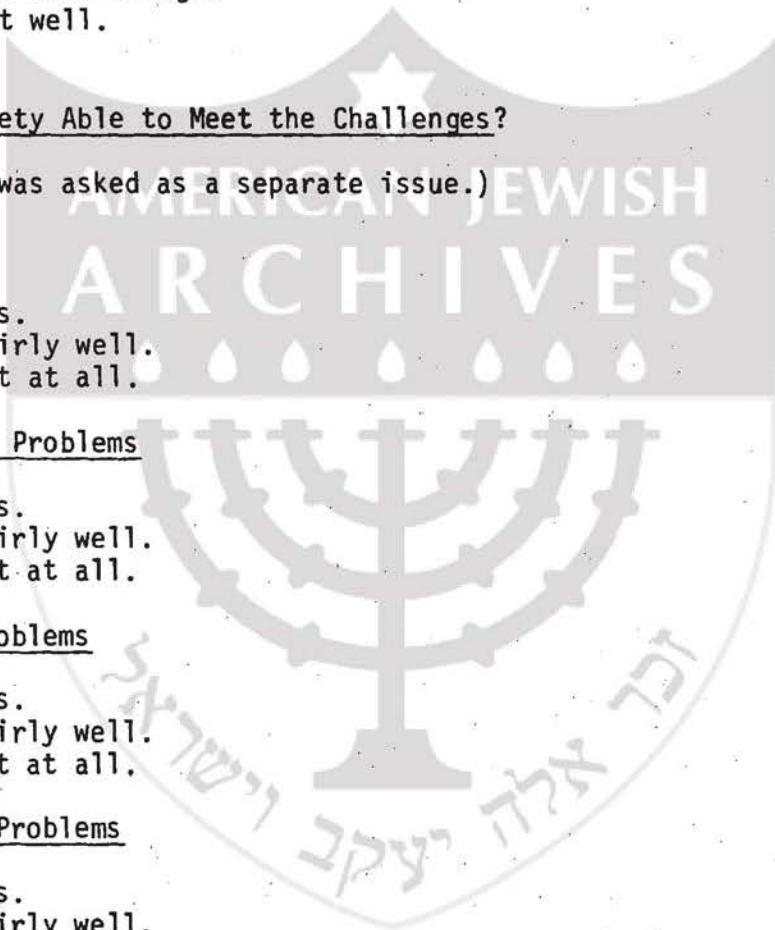 t well.
ety Able to Meet the Challenges?
was asked as a separate issue.)
AMERICAN JEWISH
ARCHIVES
s.
irly well.
t at all.
Problems
s.
irly well.
t at all.
oblems
s.
irly well.
t at all.
Problems
s.
irly well.
זכר אלה יעקב וישראל